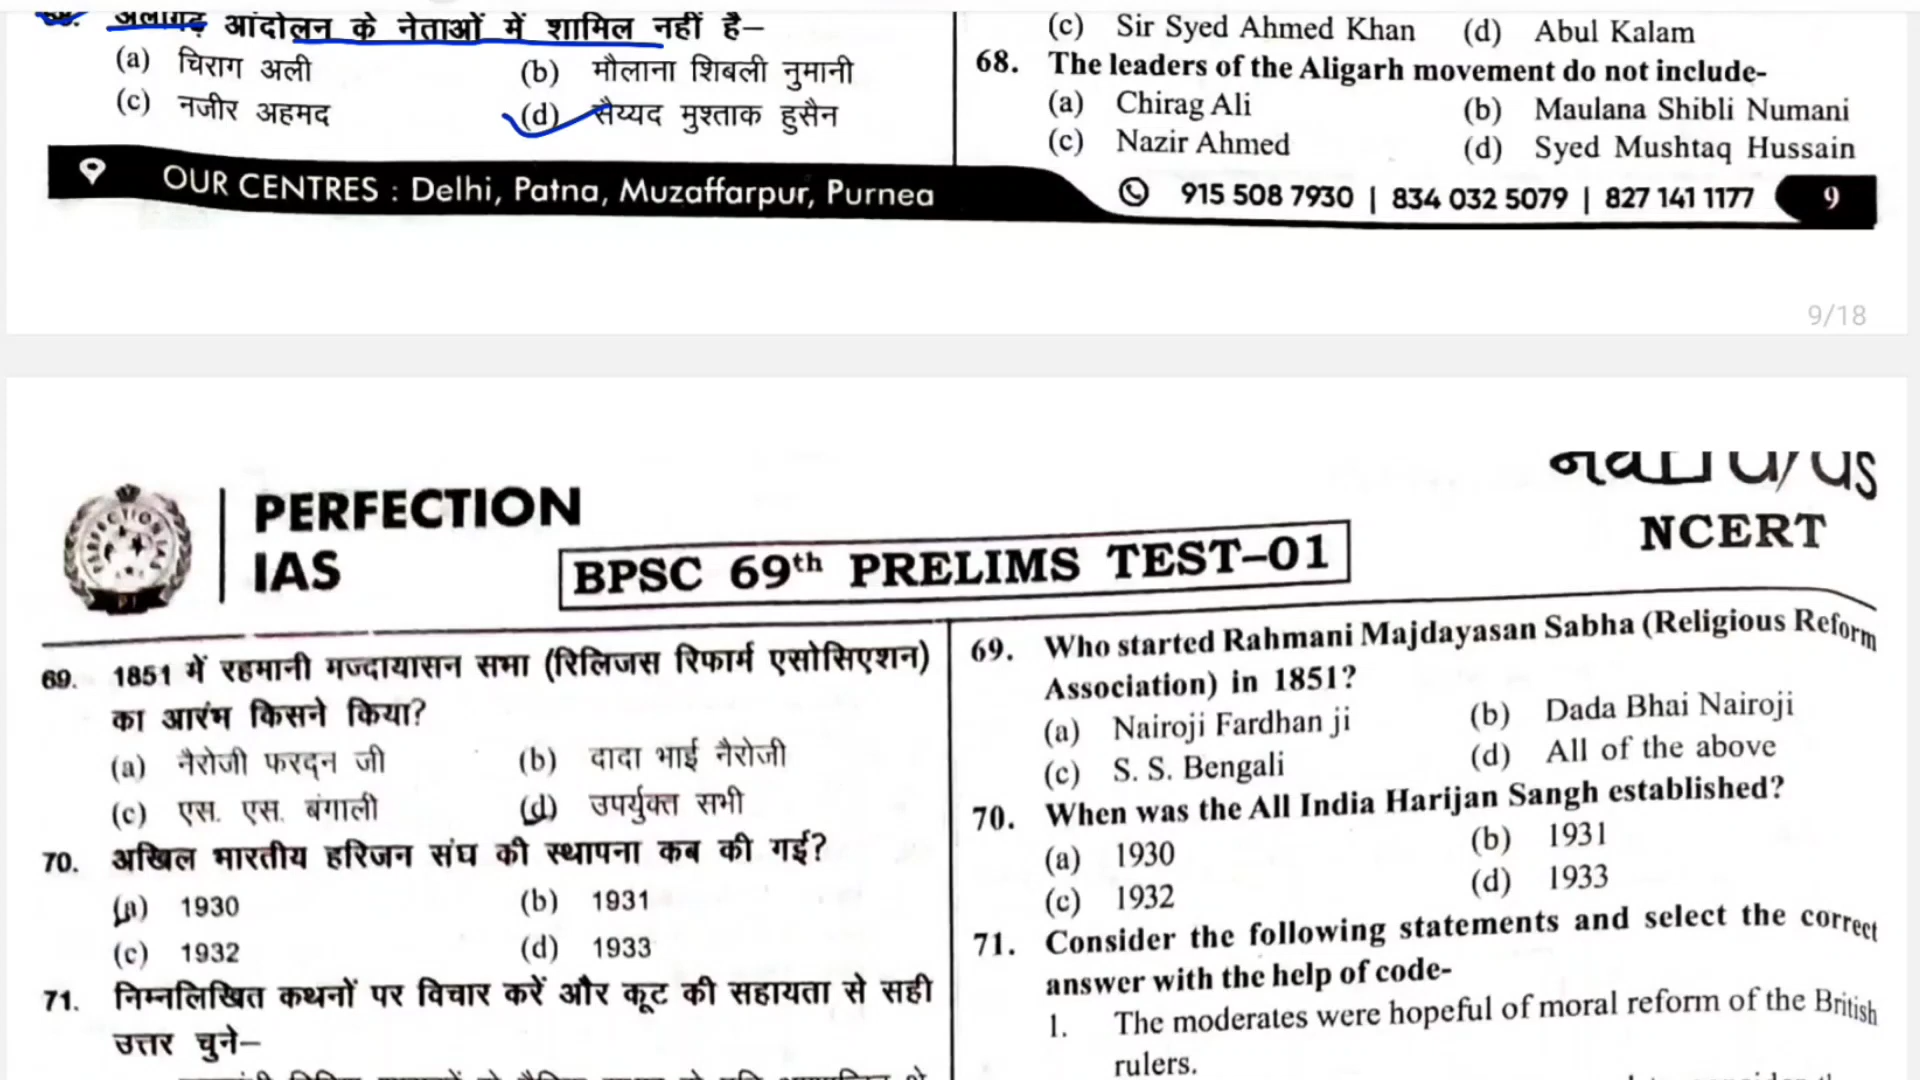 अलीगढ़ आंदोलन के नेताओं में शामिल नहीं है–
(a) चिराग अली (b) मौलाना शिबली नुमानी
(c) नजीर अहमद (d) सैय्यद मुश्ताक हुसैन
(c) Sir Syed Ahmed Khan (d) Abul Kalam
68. The leaders of the Aligarh movement do not include-
(a) Chirag Ali (b) Maulana Shibli Numani
(c) Nazir Ahmed (d) Syed Mushtaq Hussain
OUR CENTRES : Delhi, Patna, Muzaffarpur, Purnea
915 508 7930 | 834 032 5079 | 827 141 1177 9
9/18
PERFECTION
IAS
BPSC 69th PRELIMS TEST–01
NCERT
69. 1851 में रहमानी मज्दायासन सभा (रिलिजस रिफार्म एसोसिएशन)
का आरंभ किसने किया?
(a) नैरोजी फरदुन जी (b) दादा भाई नैरोजी
(c) एस. एस. बंगाली (d) उपर्युक्त सभी
70. अखिल भारतीय हरिजन संघ की स्थापना कब की गई?
(a) 1930 (b) 1931
(c) 1932 (d) 1933
71. निम्नलिखित कथनों पर विचार करें और कूट की सहायता से सही
उत्तर चुने–
69. Who started Rahmani Majdayasan Sabha (Religious Reform
Association) in 1851?
(a) Nairoji Fardhan ji (b) Dada Bhai Nairoji
(c) S. S. Bengali (d) All of the above
70. When was the All India Harijan Sangh established?
(a) 1930 (b) 1931
(c) 1932 (d) 1933
71. Consider the following statements and select the correct
answer with the help of code-
1. The moderates were hopeful of moral reform of the British
rulers.